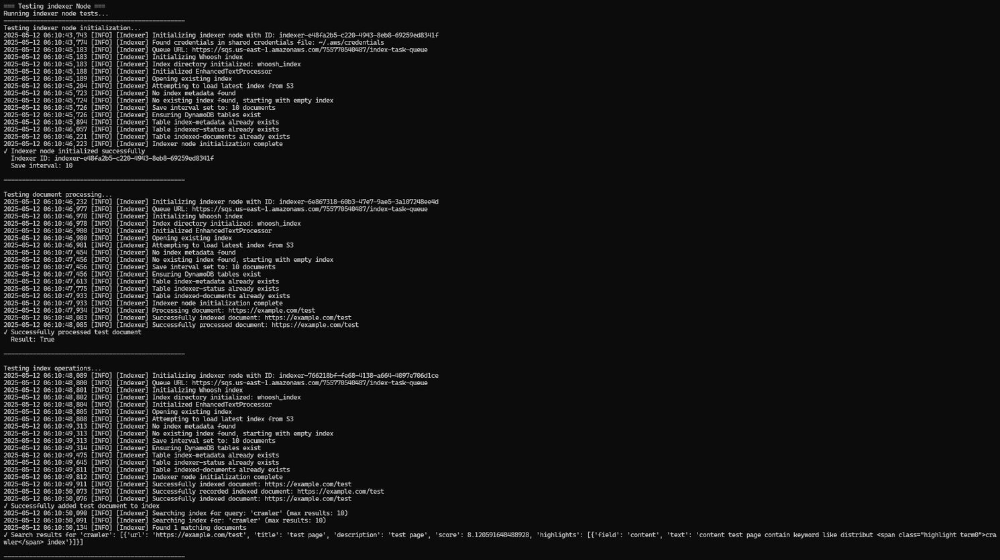 === Testing indexer Node ===
Running indexer node tests...
--------------------------------------------------
Testing indexer node initialization...
2025-05-12 06:10:43,743 [INFO] [Indexer] Initializing indexer node with ID: indexer-e48fa2b5-c220-4943-8eb8-69259ed8341f
2025-05-12 06:10:43,774 [INFO] [Indexer] Found credentials in shared credentials file: ~/.aws/credentials
2025-05-12 06:10:45,183 [INFO] [Indexer] Queue URL: https://sqs.us-east-1.amazonaws.com/755770540487/index-task-queue
2025-05-12 06:10:45,183 [INFO] [Indexer] Initializing Whoosh index
2025-05-12 06:10:45,183 [INFO] [Indexer] Index directory initialized: whoosh_index
2025-05-12 06:10:45,188 [INFO] [Indexer] Initialized EnhancedTextProcessor
2025-05-12 06:10:45,189 [INFO] [Indexer] Opening existing index
2025-05-12 06:10:45,204 [INFO] [Indexer] Attempting to load latest index from S3
2025-05-12 06:10:45,723 [INFO] [Indexer] No index metadata found
2025-05-12 06:10:45,724 [INFO] [Indexer] No existing index found, starting with empty index
2025-05-12 06:10:45,726 [INFO] [Indexer] Save interval set to: 10 documents
2025-05-12 06:10:45,726 [INFO] [Indexer] Ensuring DynamoDB tables exist
2025-05-12 06:10:45,894 [INFO] [Indexer] Table index-metadata already exists
2025-05-12 06:10:46,057 [INFO] [Indexer] Table indexer-status already exists
2025-05-12 06:10:46,221 [INFO] [Indexer] Table indexed-documents already exists
2025-05-12 06:10:46,223 [INFO] [Indexer] Indexer node initialization complete
✓ Indexer node initialized successfully
  Indexer ID: indexer-e48fa2b5-c220-4943-8eb8-69259ed8341f
  Save interval: 10
--------------------------------------------------
Testing document processing...
2025-05-12 06:10:46,232 [INFO] [Indexer] Initializing indexer node with ID: indexer-6e867318-60b3-47e7-9ae5-3a107248ee4d
2025-05-12 06:10:46,977 [INFO] [Indexer] Queue URL: https://sqs.us-east-1.amazonaws.com/755770540487/index-task-queue
2025-05-12 06:10:46,978 [INFO] [Indexer] Initializing Whoosh index
2025-05-12 06:10:46,978 [INFO] [Indexer] Index directory initialized: whoosh_index
2025-05-12 06:10:46,980 [INFO] [Indexer] Initialized EnhancedTextProcessor
2025-05-12 06:10:46,980 [INFO] [Indexer] Opening existing index
2025-05-12 06:10:46,981 [INFO] [Indexer] Attempting to load latest index from S3
2025-05-12 06:10:47,454 [INFO] [Indexer] No index metadata found
2025-05-12 06:10:47,456 [INFO] [Indexer] No existing index found, starting with empty index
2025-05-12 06:10:47,456 [INFO] [Indexer] Save interval set to: 10 documents
2025-05-12 06:10:47,456 [INFO] [Indexer] Ensuring DynamoDB tables exist
2025-05-12 06:10:47,613 [INFO] [Indexer] Table index-metadata already exists
2025-05-12 06:10:47,775 [INFO] [Indexer] Table indexer-status already exists
2025-05-12 06:10:47,933 [INFO] [Indexer] Table indexed-documents already exists
2025-05-12 06:10:47,933 [INFO] [Indexer] Indexer node initialization complete
2025-05-12 06:10:47,934 [INFO] [Indexer] Processing document: https://example.com/test
2025-05-12 06:10:48,083 [INFO] [Indexer] Successfully indexed document: https://example.com/test
2025-05-12 06:10:48,085 [INFO] [Indexer] Successfully processed document: https://example.com/test
✓ Successfully processed test document
  Result: True
--------------------------------------------------
Testing index operations...
2025-05-12 06:10:48,089 [INFO] [Indexer] Initializing indexer node with ID: indexer-766218bf-fe68-4138-a664-4097e706d1ce
2025-05-12 06:10:48,800 [INFO] [Indexer] Queue URL: https://sqs.us-east-1.amazonaws.com/755770540487/index-task-queue
2025-05-12 06:10:48,801 [INFO] [Indexer] Initializing Whoosh index
2025-05-12 06:10:48,802 [INFO] [Indexer] Index directory initialized: whoosh_index
2025-05-12 06:10:48,804 [INFO] [Indexer] Initialized EnhancedTextProcessor
2025-05-12 06:10:48,805 [INFO] [Indexer] Opening existing index
2025-05-12 06:10:48,808 [INFO] [Indexer] Attempting to load latest index from S3
2025-05-12 06:10:49,313 [INFO] [Indexer] No index metadata found
2025-05-12 06:10:49,313 [INFO] [Indexer] No existing index found, starting with empty index
2025-05-12 06:10:49,313 [INFO] [Indexer] Save interval set to: 10 documents
2025-05-12 06:10:49,314 [INFO] [Indexer] Ensuring DynamoDB tables exist
2025-05-12 06:10:49,475 [INFO] [Indexer] Table index-metadata already exists
2025-05-12 06:10:49,645 [INFO] [Indexer] Table indexer-status already exists
2025-05-12 06:10:49,811 [INFO] [Indexer] Table indexed-documents already exists
2025-05-12 06:10:49,812 [INFO] [Indexer] Indexer node initialization complete
2025-05-12 06:10:49,911 [INFO] [Indexer] Successfully indexed document: https://example.com/test
2025-05-12 06:10:50,073 [INFO] [Indexer] Successfully recorded indexed document: https://example.com/test
2025-05-12 06:10:50,076 [INFO] [Indexer] Successfully indexed document: https://example.com/test
✓ Successfully added test document to index
2025-05-12 06:10:50,090 [INFO] [Indexer] Searching index for query: 'crawler' (max results: 10)
2025-05-12 06:10:50,091 [INFO] [Indexer] Searching index for: 'crawler' (max results: 10)
2025-05-12 06:10:50,134 [INFO] [Indexer] Found 1 matching documents
✓ Search results for 'crawler': [{'url': 'https://example.com/test', 'title': 'test page', 'description': 'test page', 'score': 8.120591648488928, 'highlights': [{'field': 'content', 'text': 'content test page contain keyword like distribut <span class="highlight term0">cra
wler</span> index'}]}]
--------------------------------------------------